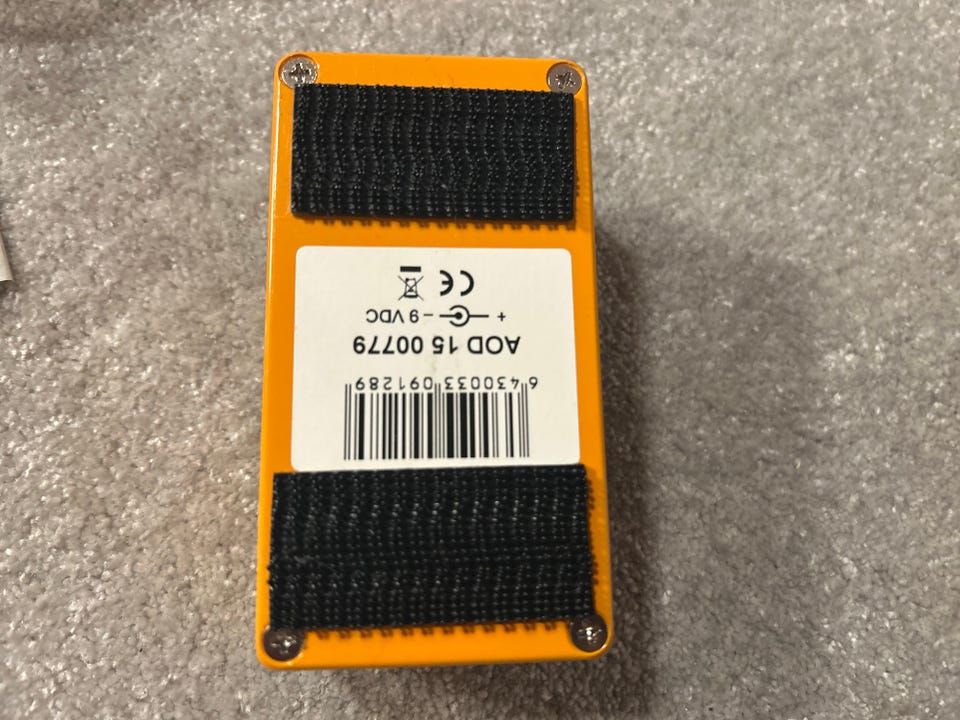 6 430033 091289
AOD 15 00779
+ – 9 VDC
CE